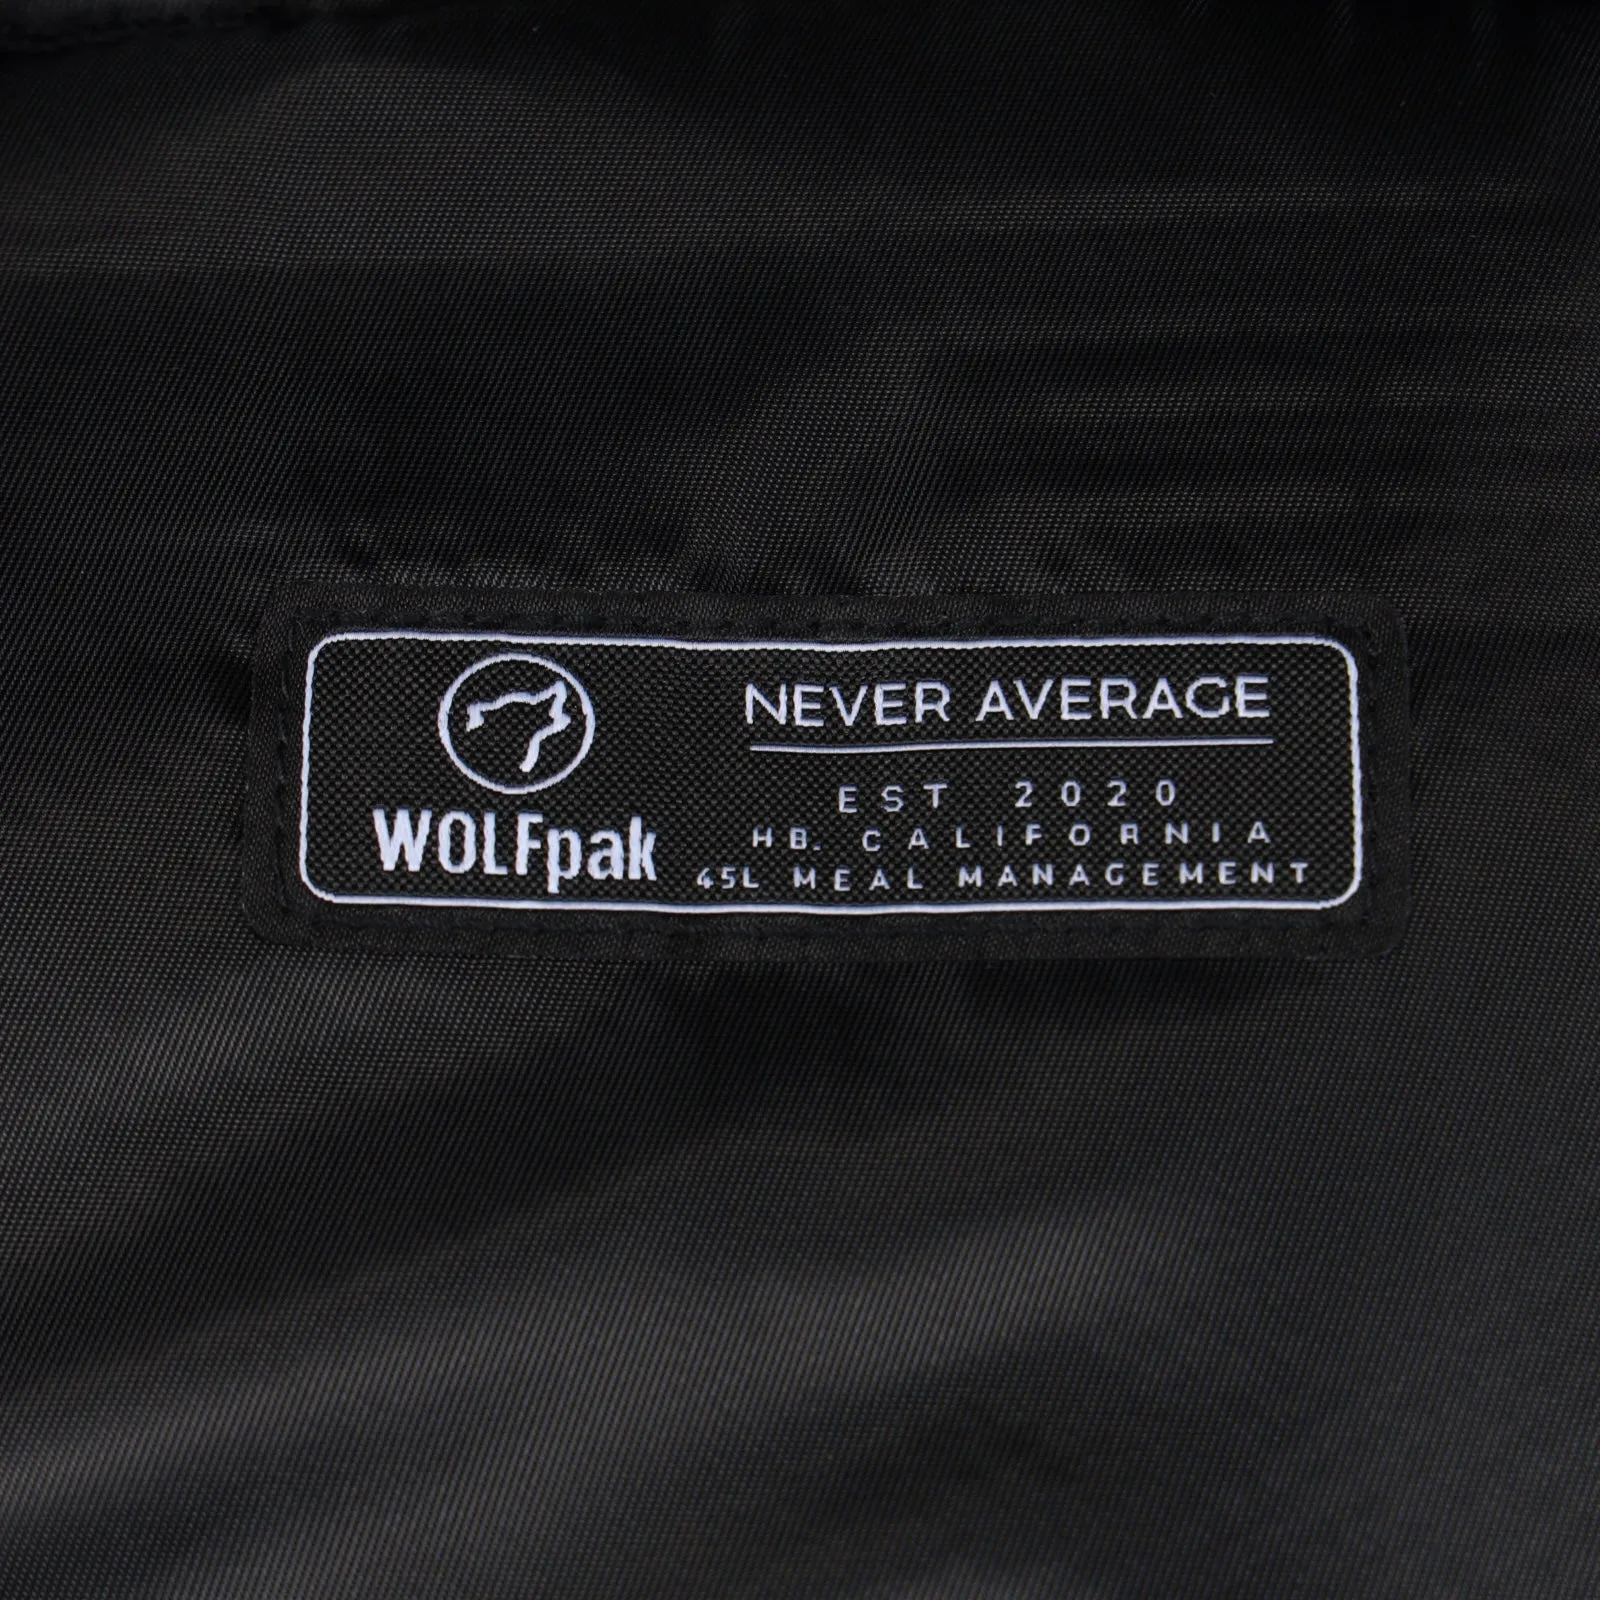 WOLFpak
NEVER AVERAGE
EST 2020
HB. CALIFORNIA
45L MEAL MANAGEMENT